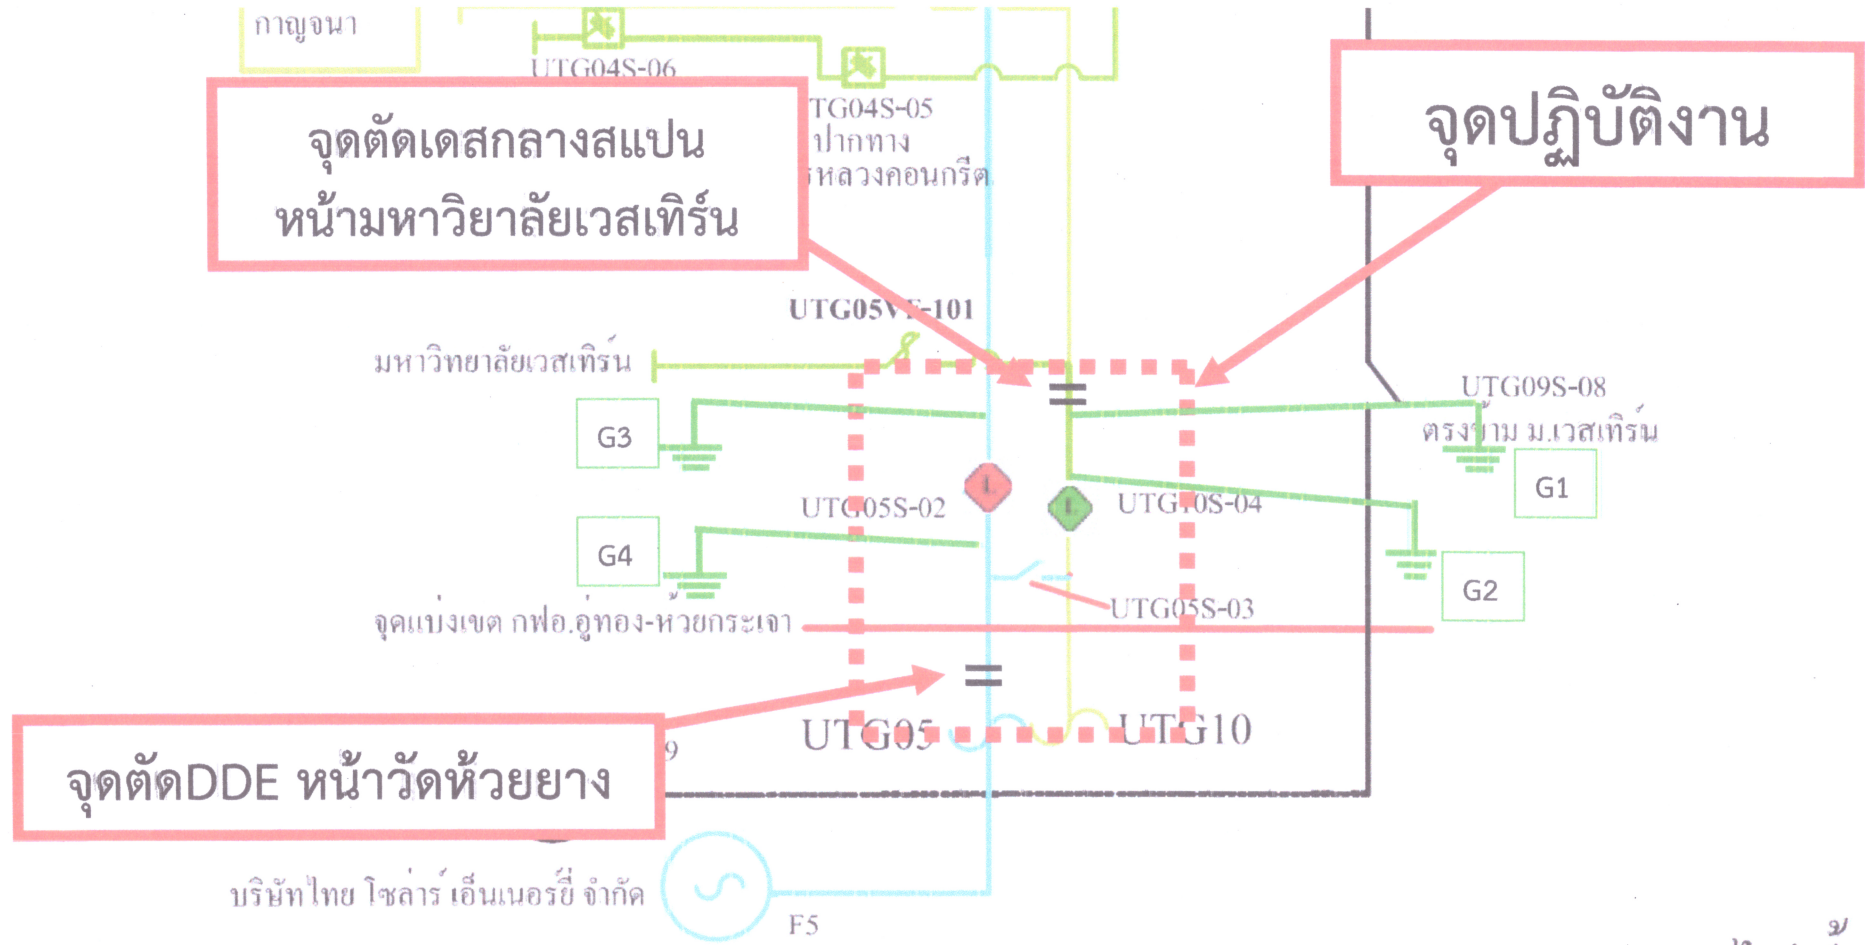 กาญจนา
UTG04S-06
TG04S-05
ปากทาง
หลวงคอนกรีต
จุดตัดเดสกลางสแปน
หน้ามหาวิยาลัยเวสเทิร์น
จุดปฏิบัติงาน
UTG05VF-101
มหาวิทยาลัยเวสเทิร์น
UTG09S-08
ตรงข้าม ม.เวสเทิร์น
G3
G1
UTG05S-02
UTG10S-04
G4
G2
UTG05S-03
จุดแบ่งเขต กฟอ.อู่ทอง-ห้วยกระเจา
UTG05
UTG10
9
จุดตัดDDE หน้าวัดห้วยยาง
บริษัทไทย โซล่าร์ เอ็นเนอร์ยี่ จำกัด
F5